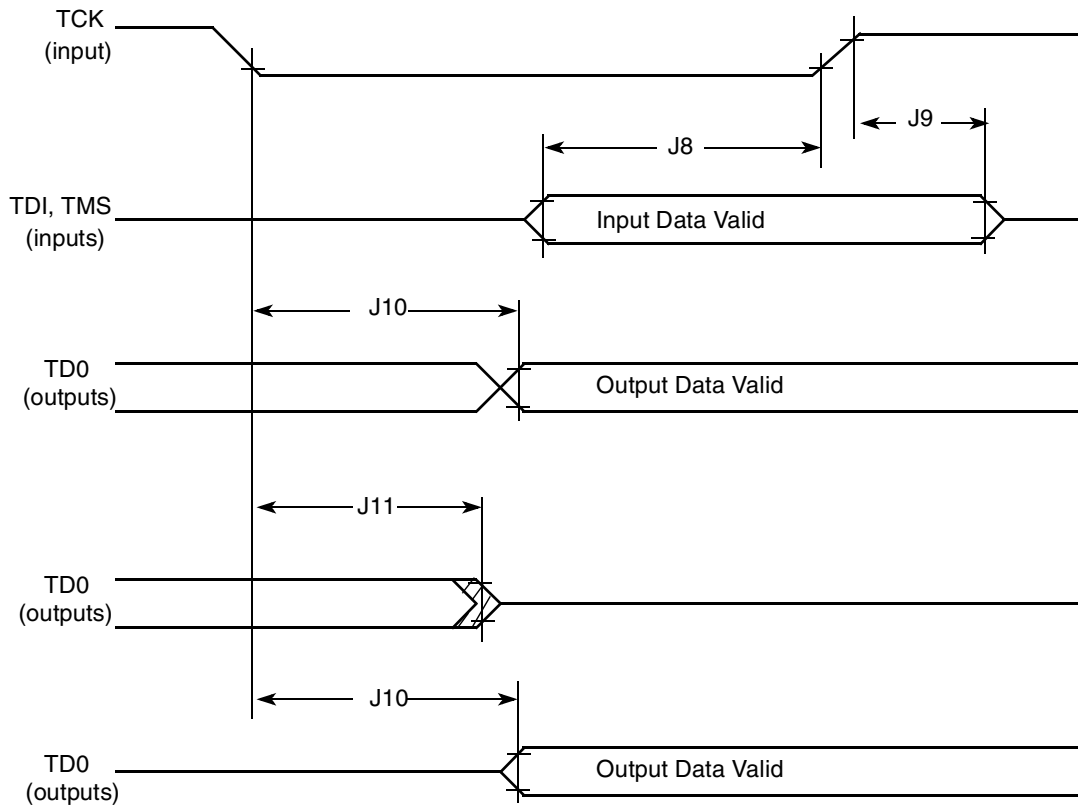 TCK
(input)
J9
J8
TDI, TMS
(inputs)
Input Data Valid
J10
TD0
(outputs)
Output Data Valid
J11
TD0
(outputs)
J10
TD0
(outputs)
Output Data Valid